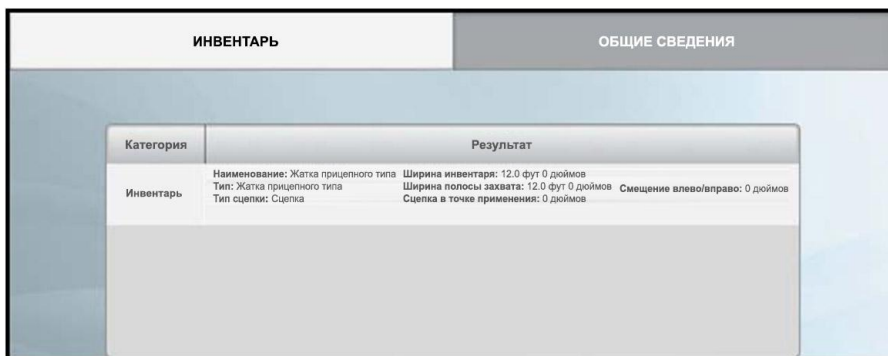 ИНВЕНТАРЬ
ОБЩИЕ СВЕДЕНИЯ
Категория
Результат
Инвентарь
Наименование: Жатка прицепного типа
Тип: Жатка прицепного типа
Тип сцепки: Сцепка
Ширина инвентаря: 12.0 фут 0 дюймов
Ширина полосы захвата: 12.0 фут 0 дюймов
Сцепка в точке применения: 0 дюймов
Смещение влево/вправо: 0 дюймов